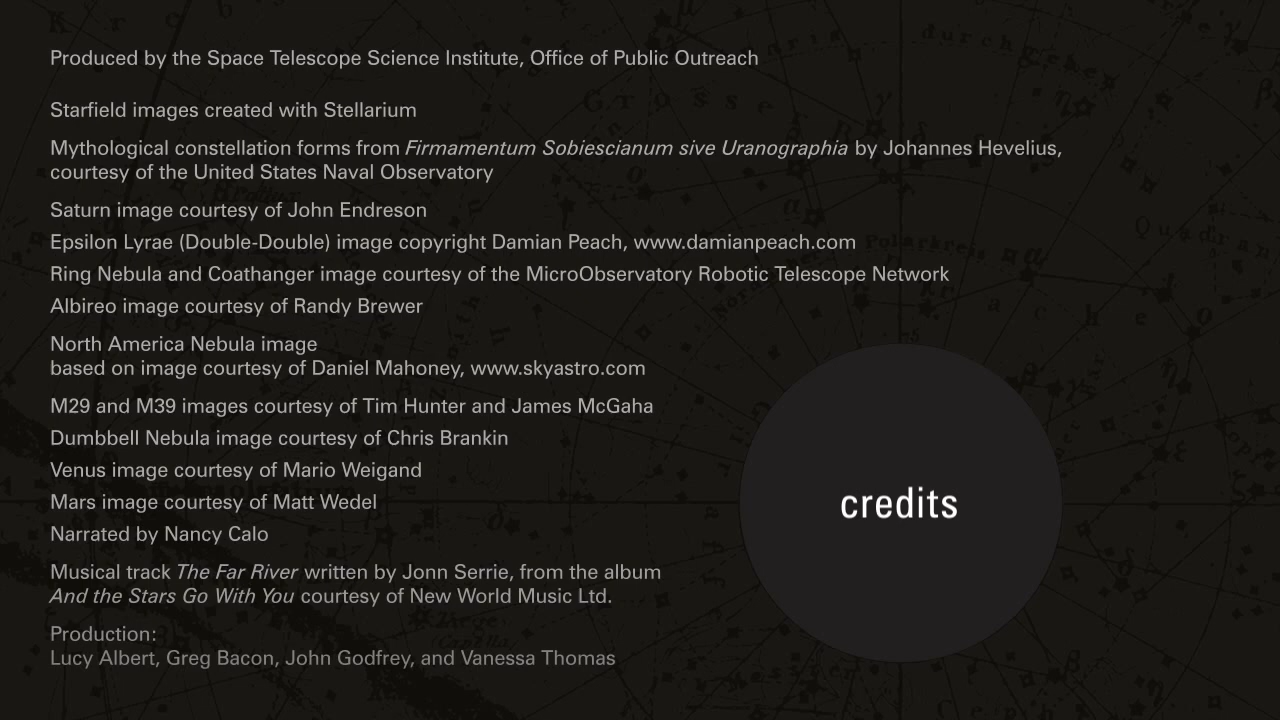 Produced by the Space Telescope Science Institute, Office of Public Outreach
Starfield images created with Stellarium
Mythological constellation forms from Firmamentum Sobiescianum sive Uranographia by Johannes Hevelius,
courtesy of the United States Naval Observatory
Saturn image courtesy of John Endreson
Epsilon Lyrae (Double-Double) image copyright Damian Peach, www.damianpeach.com
Ring Nebula and Coathanger image courtesy of the MicroObservatory Robotic Telescope Network
Albireo image courtesy of Randy Brewer
North America Nebula image
based on image courtesy of Daniel Mahoney, www.skyastro.com
M29 and M39 images courtesy of Tim Hunter and James McGaha
Dumbbell Nebula image courtesy of Chris Brankin
Venus image courtesy of Mario Weigand
Mars image courtesy of Matt Wedel
Narrated by Nancy Calo
Musical track The Far River written by Jonn Serrie, from the album
And the Stars Go With You courtesy of New World Music Ltd.
Production:
Lucy Albert, Greg Bacon, John Godfrey, and Vanessa Thomas
credits